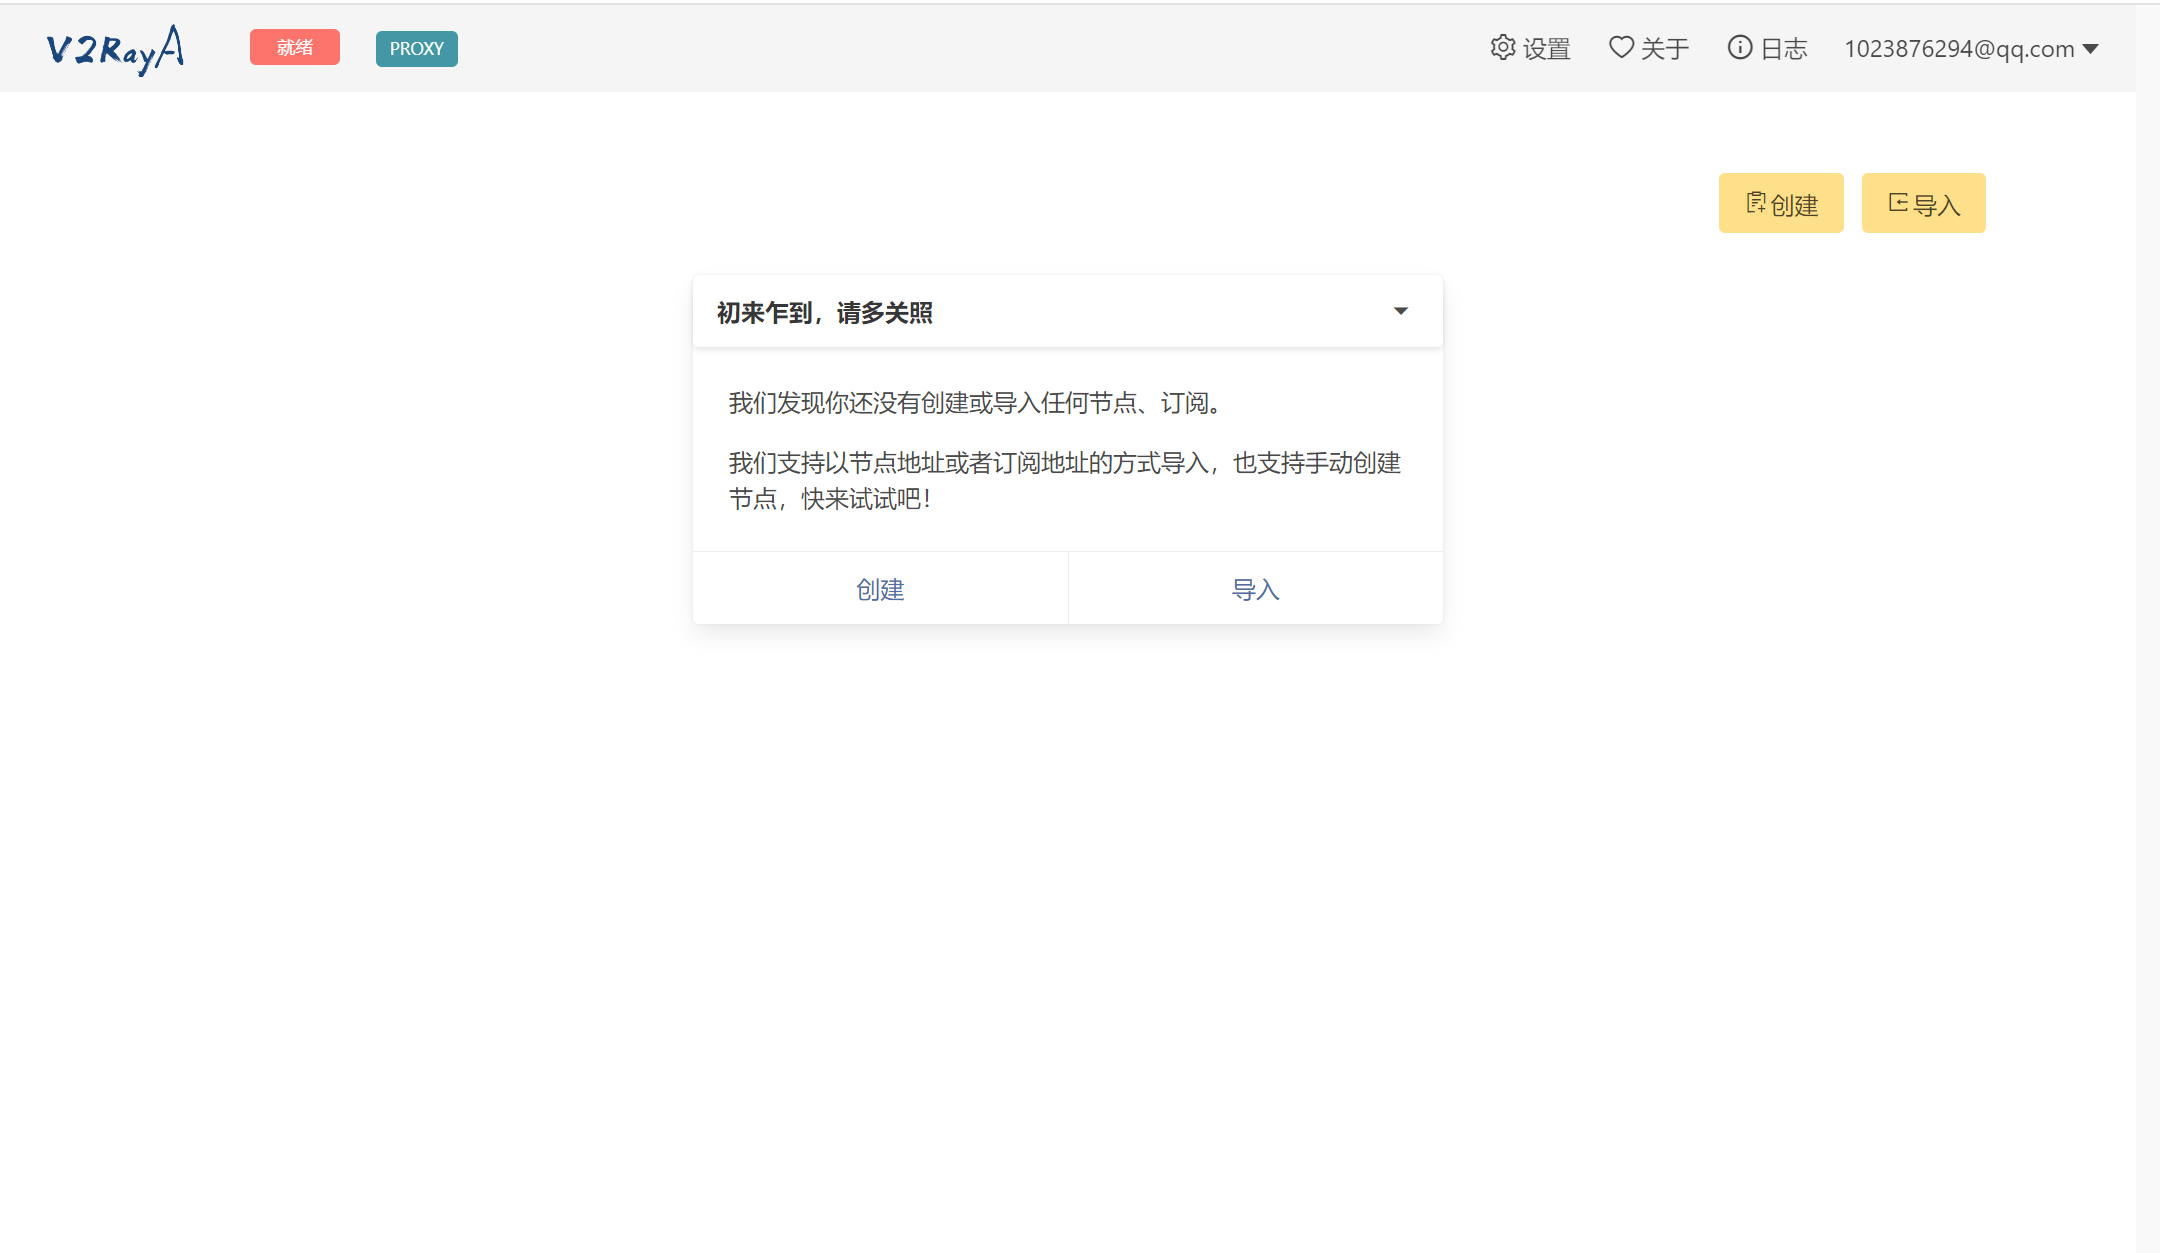 V2RayA
就绪
PROXY
设置
关于
日志
1023876294@qq.com
创建
导入
初来乍到，请多关照
我们发现你还没有创建或导入任何节点、订阅。
我们支持以节点地址或者订阅地址的方式导入，也支持手动创建
节点，快来试试吧！
创建
导入